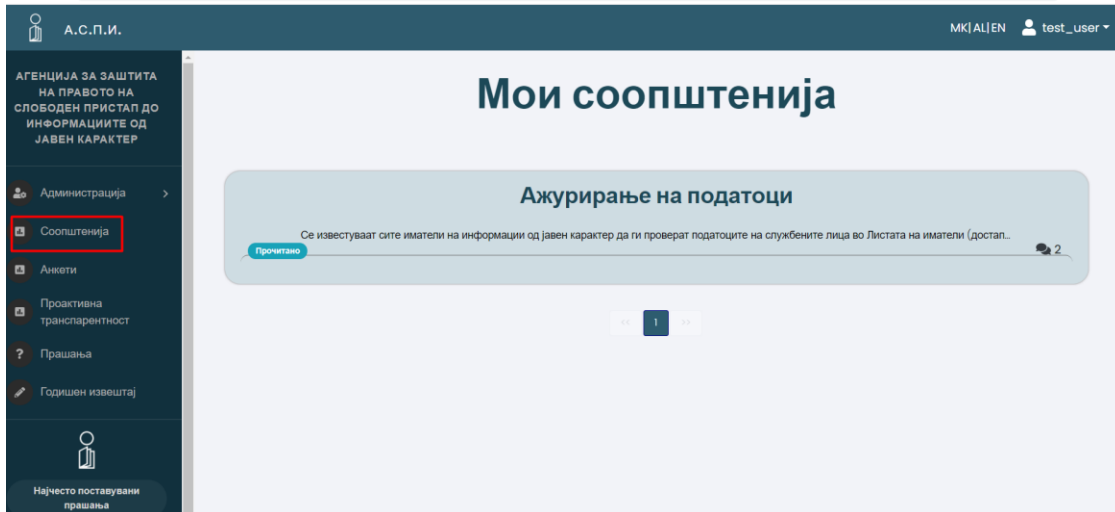 А.С.П.И.
MK|AL|EN test_user
АГЕНЦИЈА ЗА ЗАШТИТА
НА ПРАВОТО НА
СЛОБОДЕН ПРИСТАП ДО
ИНФОРМАЦИИТЕ ОД
ЈАВЕН КАРАКТЕР
Администрација
Соопштенија
Анкети
Проактивна
транспарентност
Прашања
Годишен извештај
Најчесто поставувани
прашања
Мои соопштенија
Ажурирање на податоци
Се известуваат сите иматели на информации од јавен карактер да ги проверат податоците на службените лица во Листата на иматели (достап...
Прочитано
2
<< 1 >>